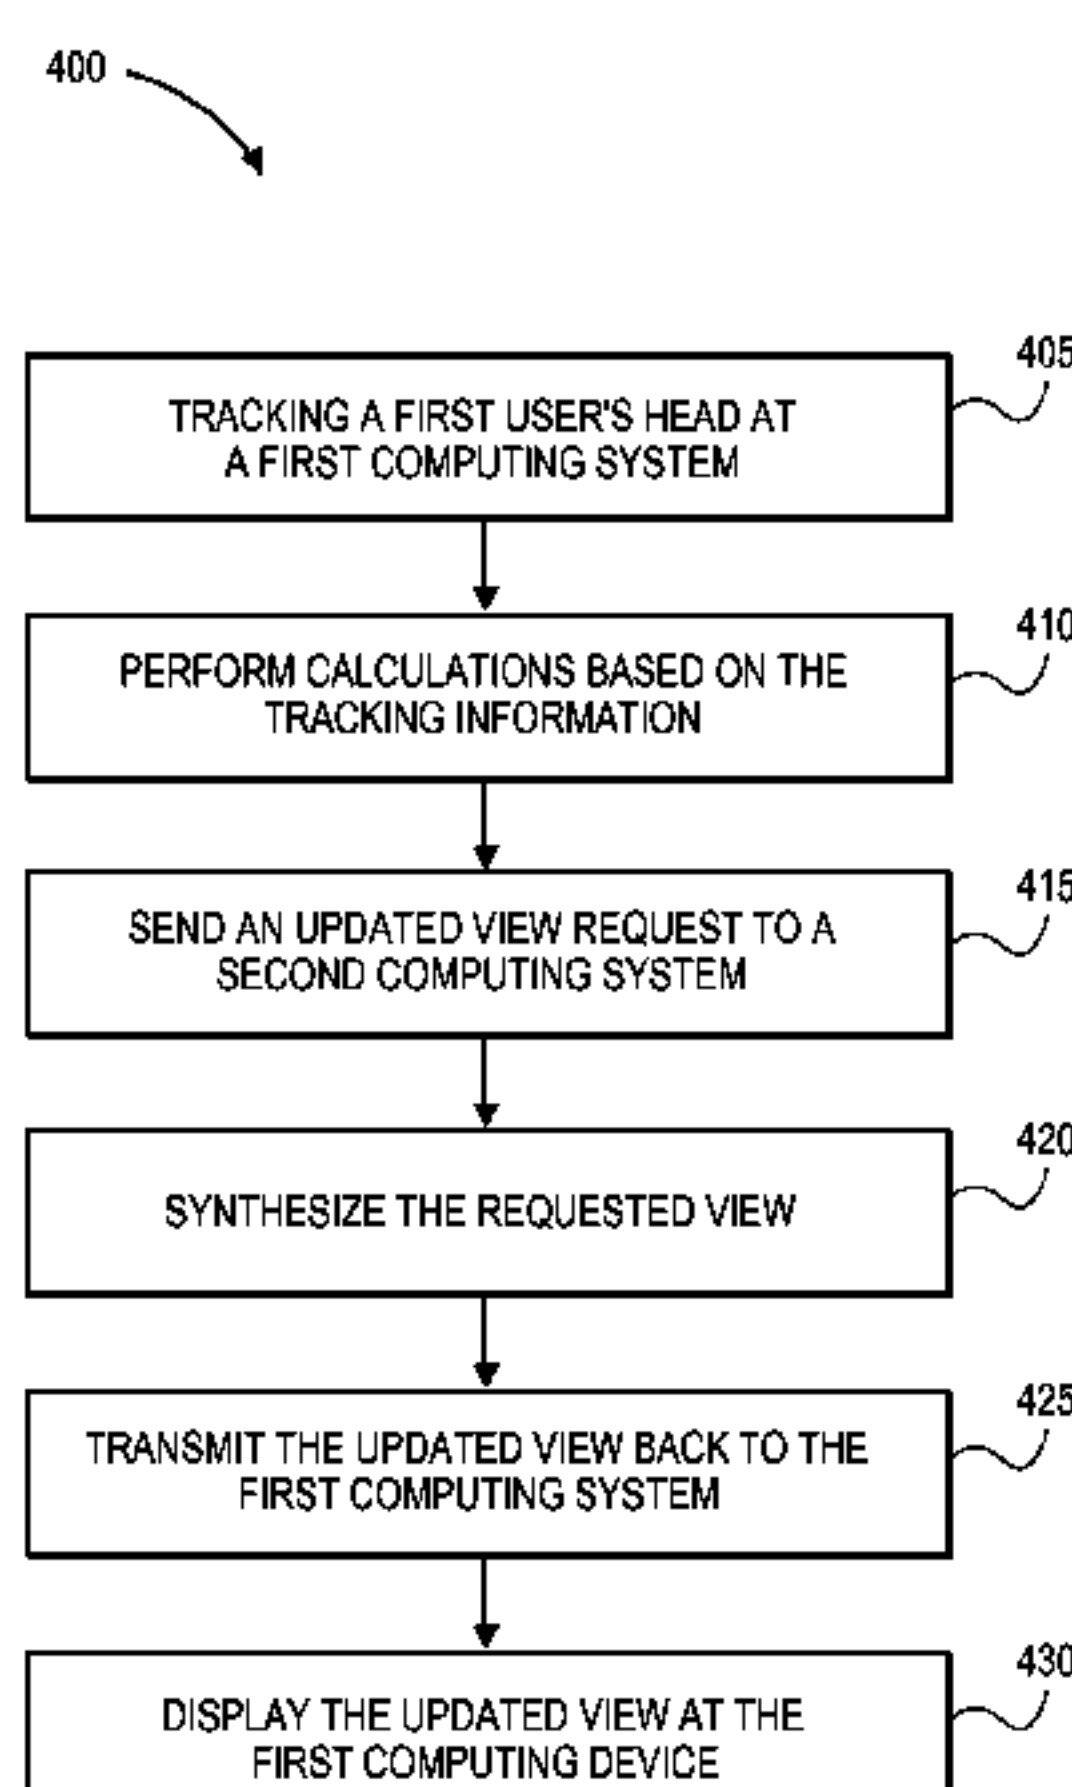 400
405
TRACKING A FIRST USER'S HEAD AT
A FIRST COMPUTING SYSTEM
410
PERFORM CALCULATIONS BASED ON THE
TRACKING INFORMATION
415
SEND AN UPDATED VIEW REQUEST TO A
SECOND COMPUTING SYSTEM
420
SYNTHESIZE THE REQUESTED VIEW
425
TRANSMIT THE UPDATED VIEW BACK TO THE
FIRST COMPUTING SYSTEM
430
DISPLAY THE UPDATED VIEW AT THE
FIRST COMPUTING DEVICE